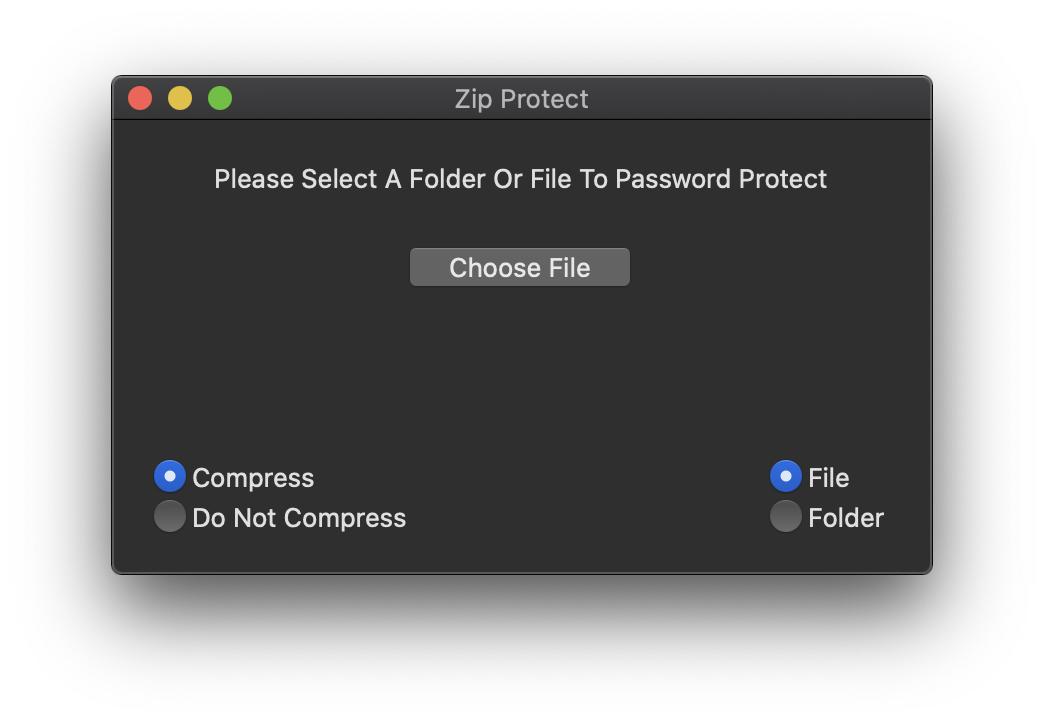 Zip Protect
Please Select A Folder Or File To Password Protect
Choose File
Compress
File
Do Not Compress
Folder